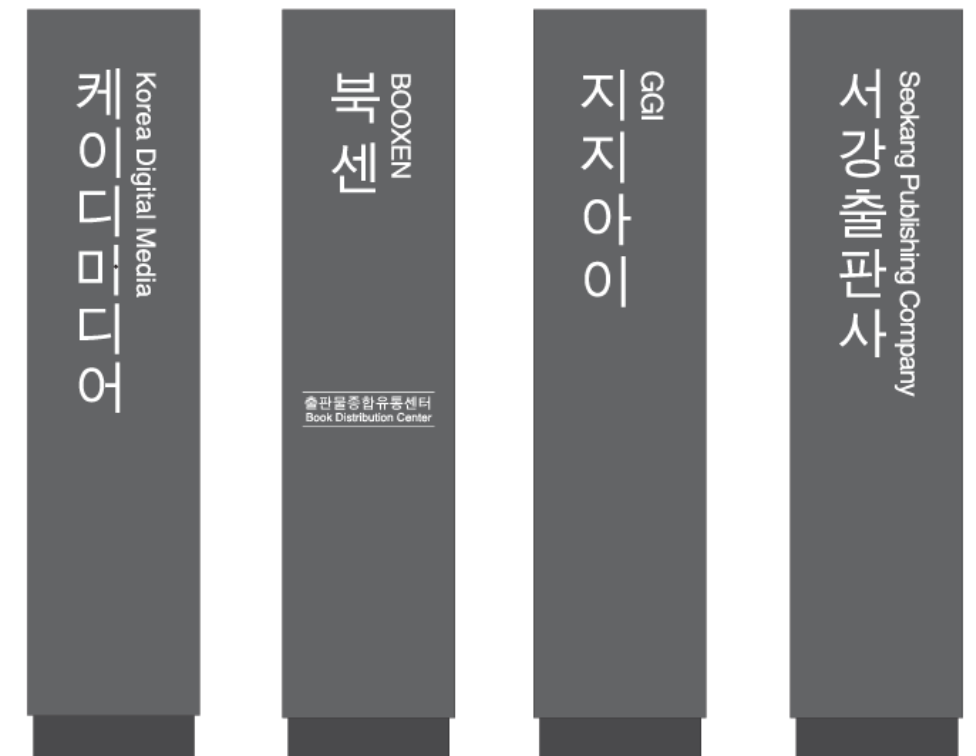 케이디미디어
Korea Digital Media
북센
BOOXEN
출판물종합유통센터
Book Distribution Center
지지아이
GGI
서강출판사
Seokang Publishing Company